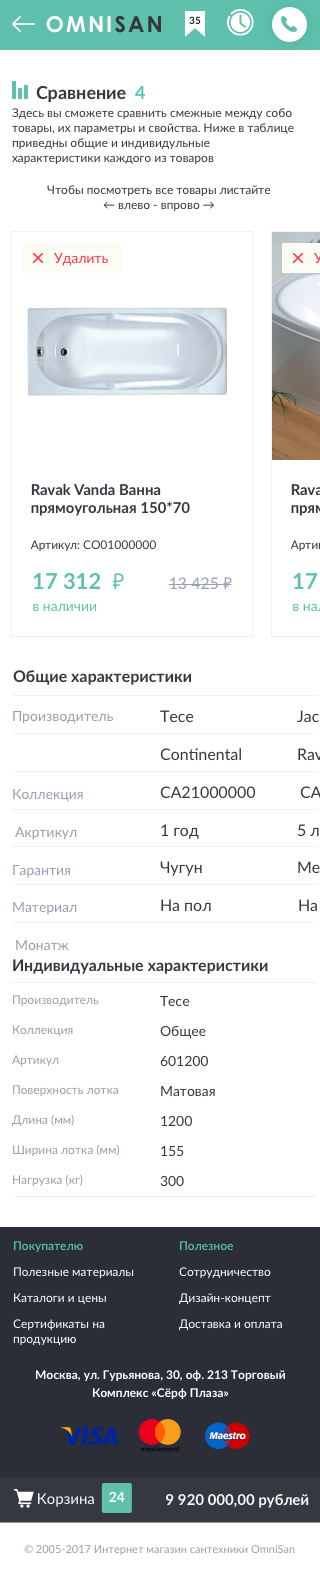 OMNISAN 35
Сравнение 4
Здесь вы сможете сравнить смежные между собо
товары, их параметры и свойства. Ниже в таблице
приведны общие и индивидульные
характеристики каждого из товаров
Чтобы посмотреть все товары листайте
← влево - впрово →
Удалить
Ravak Vanda Ванна
прямоугольная 150*70
Rava
прям
Артикул: CO01000000
Арти
17 312 ₽ 13 425 ₽
17
в наличии
в на
Общие характеристики
Производитель Tece Jac
Continental Rav
Коллекция CA21000000 CA
Акртикул 1 год 5 л
Гарантия Чугун Ме
Материал На пол На
Монатж
Индивидуальные характеристики
Производитель Тесе
Коллекция Общее
Артикул 601200
Поверхность лотка Матовая
Длина (мм) 1200
Ширина лотка (мм) 155
Нагрузка (кг) 300
Покупателю Полезное
Полезные материалы Сотрудничество
Каталоги и цены Дизайн-концепт
Сертификаты на Доставка и оплата
продукцию
Москва, ул. Гурьянова, 30, оф. 213 Торговый
Комплекс «Сёрф Плаза»
VISA mastercard Maestro
Корзина 24 9 920 000,00 рублей
© 2005-2017 Интернет магазин сантехники OmniSan